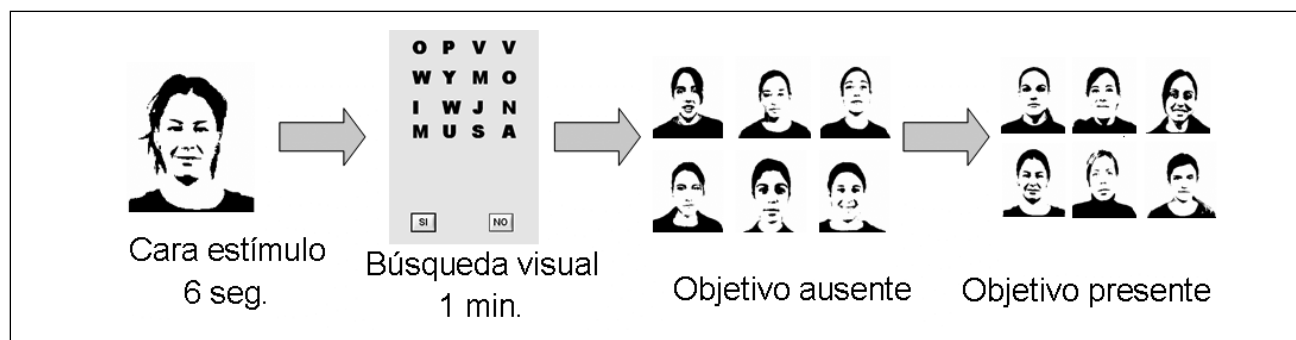 O P V V
W Y M O
I W J N
M U S A
SI NO
Cara estímulo
6 seg.
Búsqueda visual
1 min.
Objetivo ausente
Objetivo presente